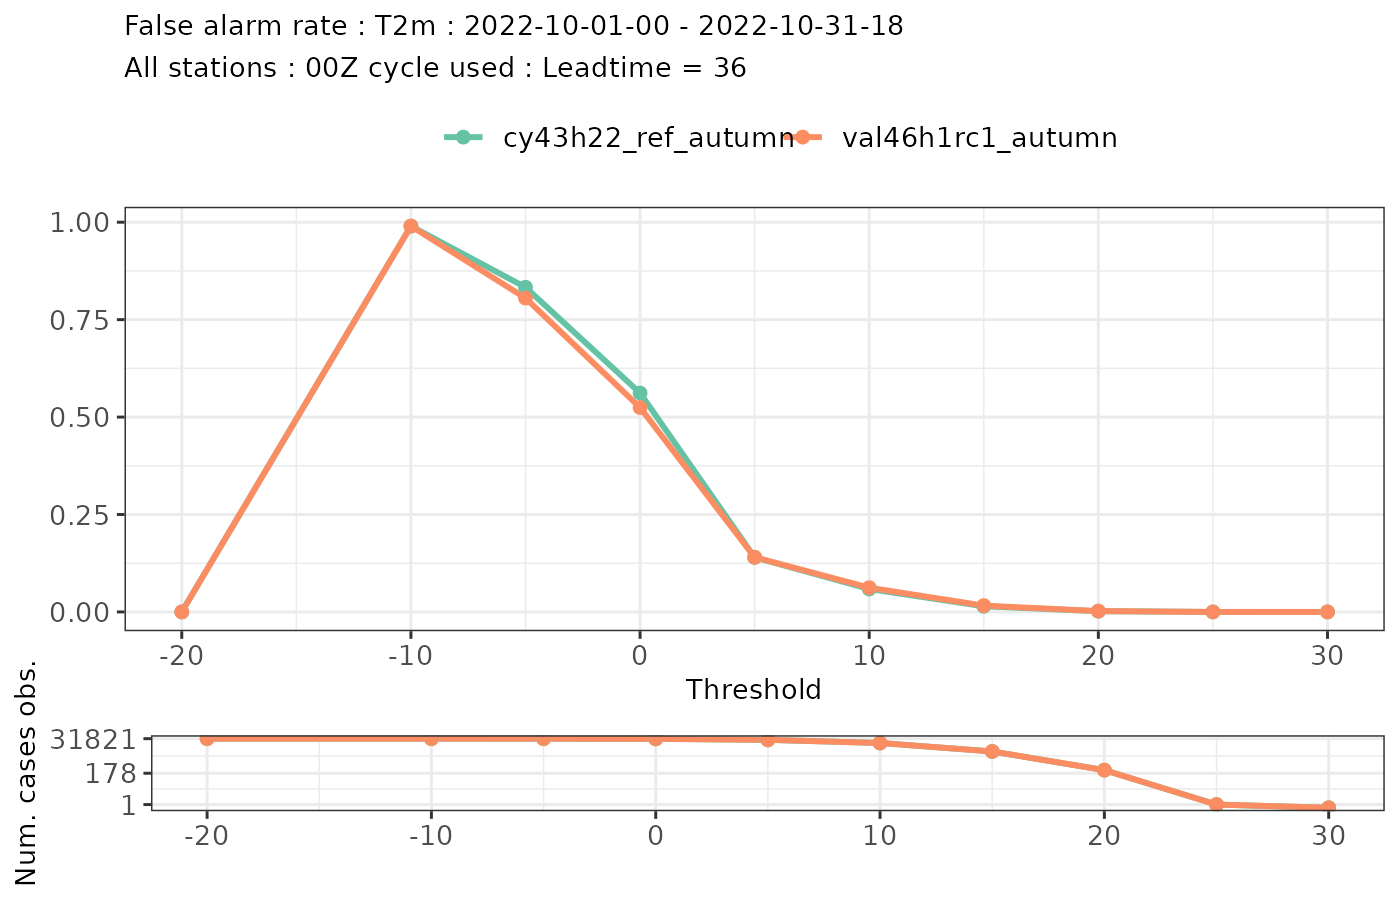 False alarm rate : T2m : 2022-10-01-00 - 2022-10-31-18
All stations : 00Z cycle used : Leadtime = 36
cy43h22_ref_autumn val46h1rc1_autumn
1.00
0.75
0.50
0.25
0.00
-20 -10 0 10 20 30
Threshold
Num. cases obs.
31821
178
1
-20 -10 0 10 20 30